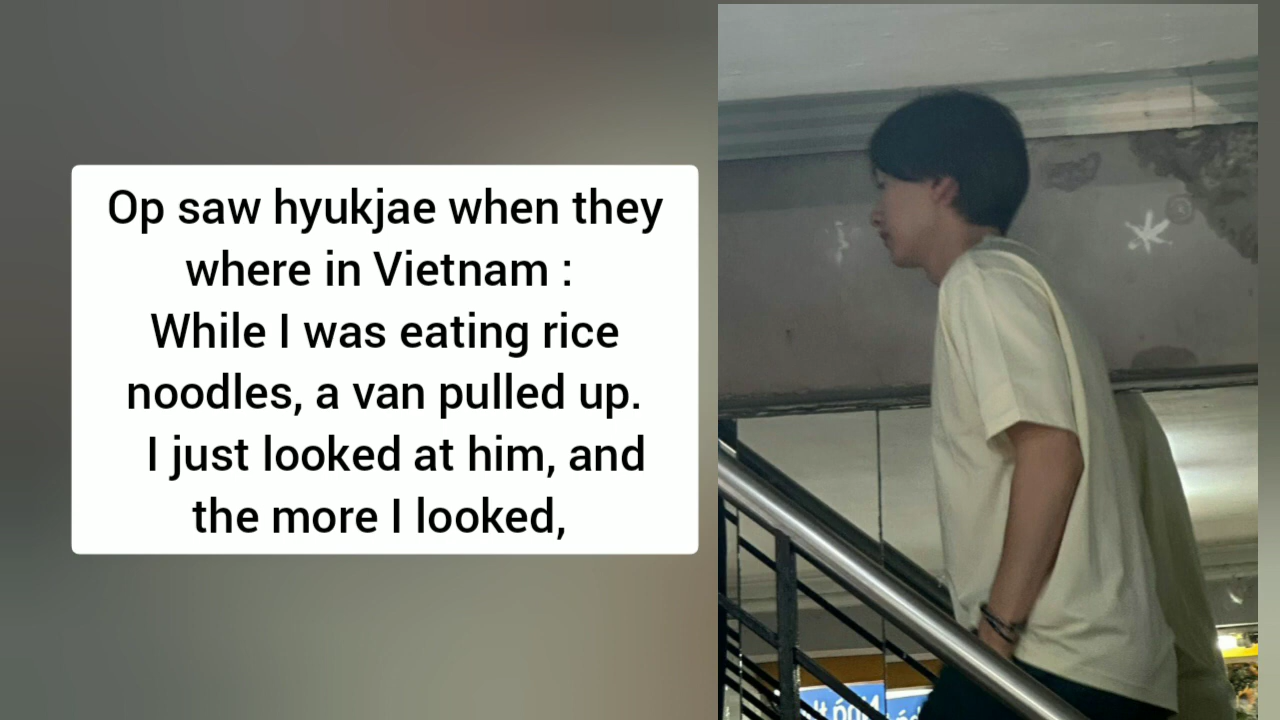 Op saw hyukjae when they
where in Vietnam :
While I was eating rice
noodles, a van pulled up.
I just looked at him, and
the more I looked,